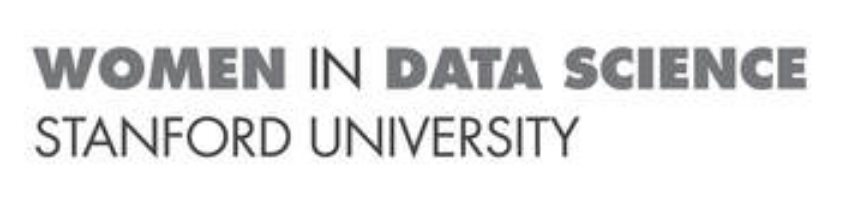 WOMEN IN DATA SCIENCE
STANFORD UNIVERSITY